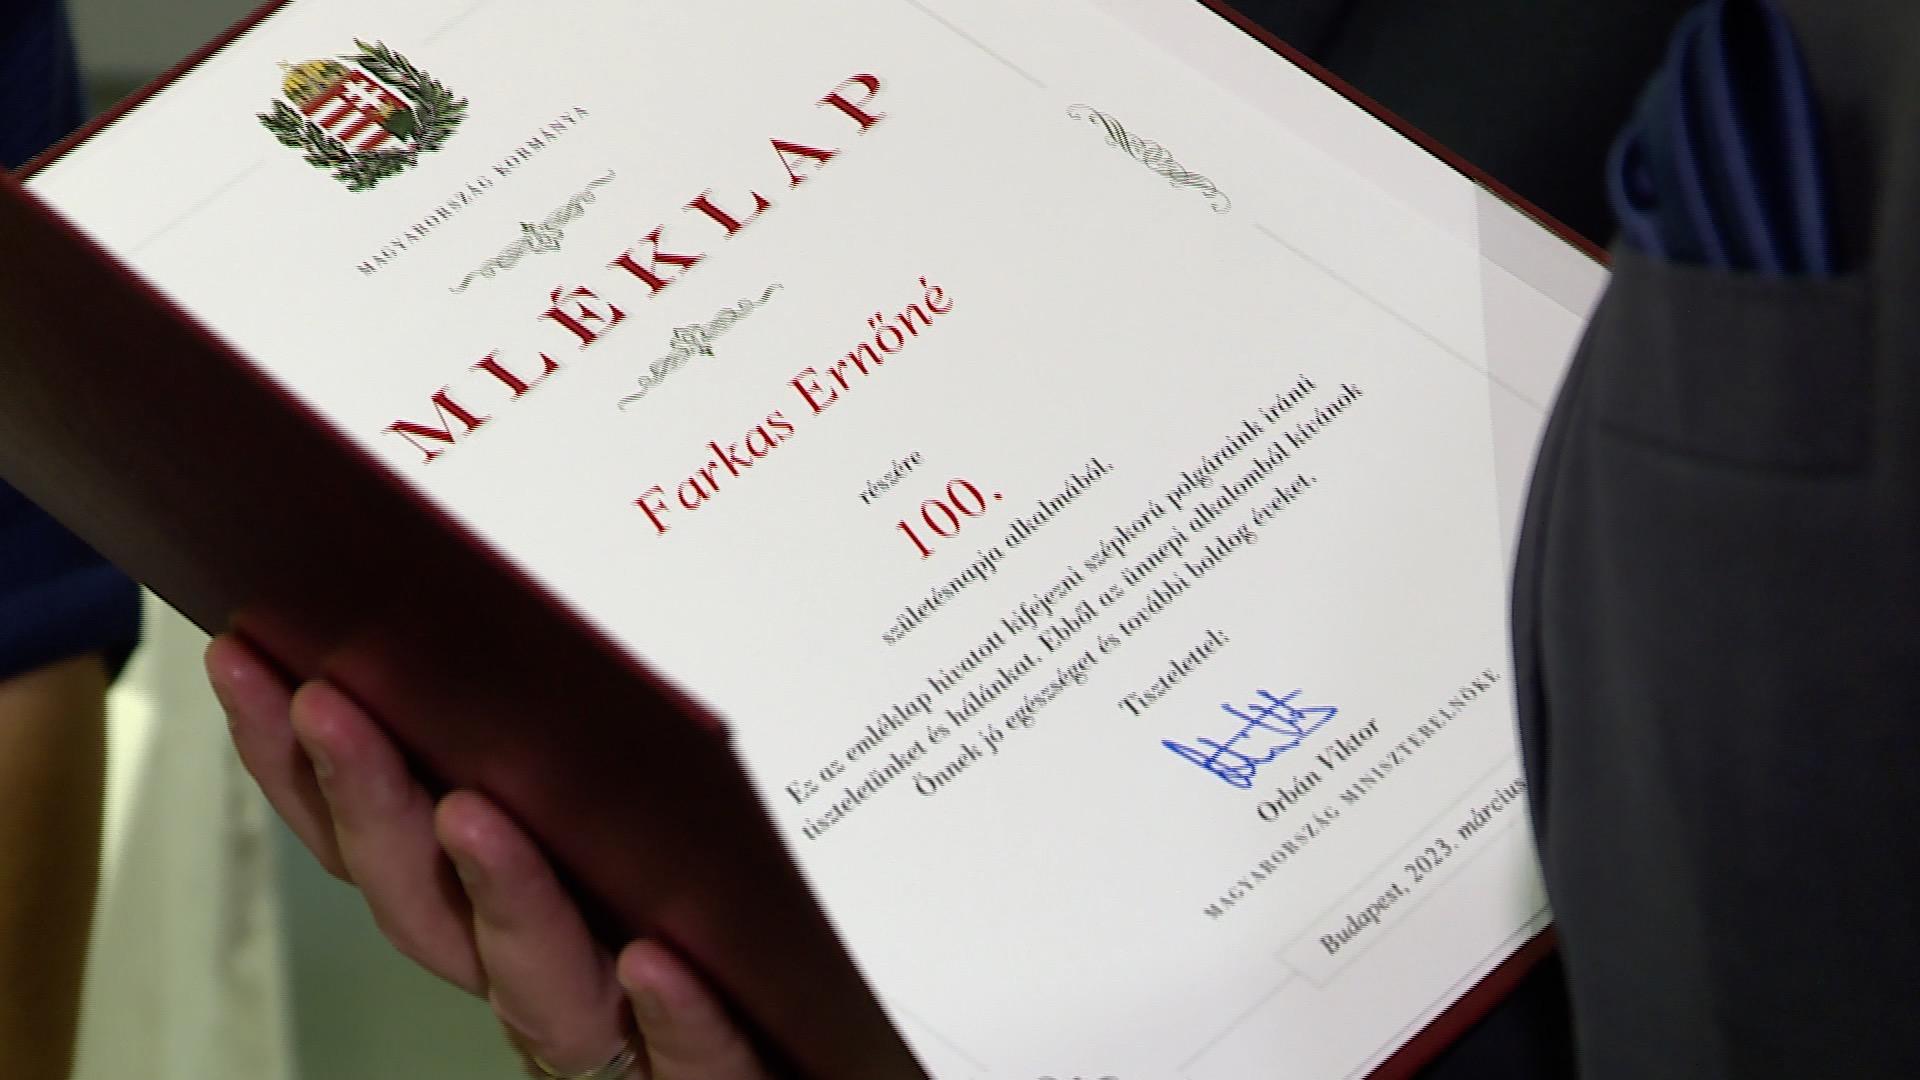 MAGYARORSZÁG KORMÁNYA
MLÉKLAP
Farkas Ernőné
részére
100.
születésnapja alkalmából.
Ez az emléklap hivatott kifejezni szépkorú polgáraink iránti
tiszteletünket és hálánkat. Ebből az ünnepi alkalomból kívánok
Önnek jó egészséget és további boldog éveket.
Tisztelettel:
Orbán Viktor
MAGYARORSZÁG MINISZTERELNÖKE
Budapest, 2023. március